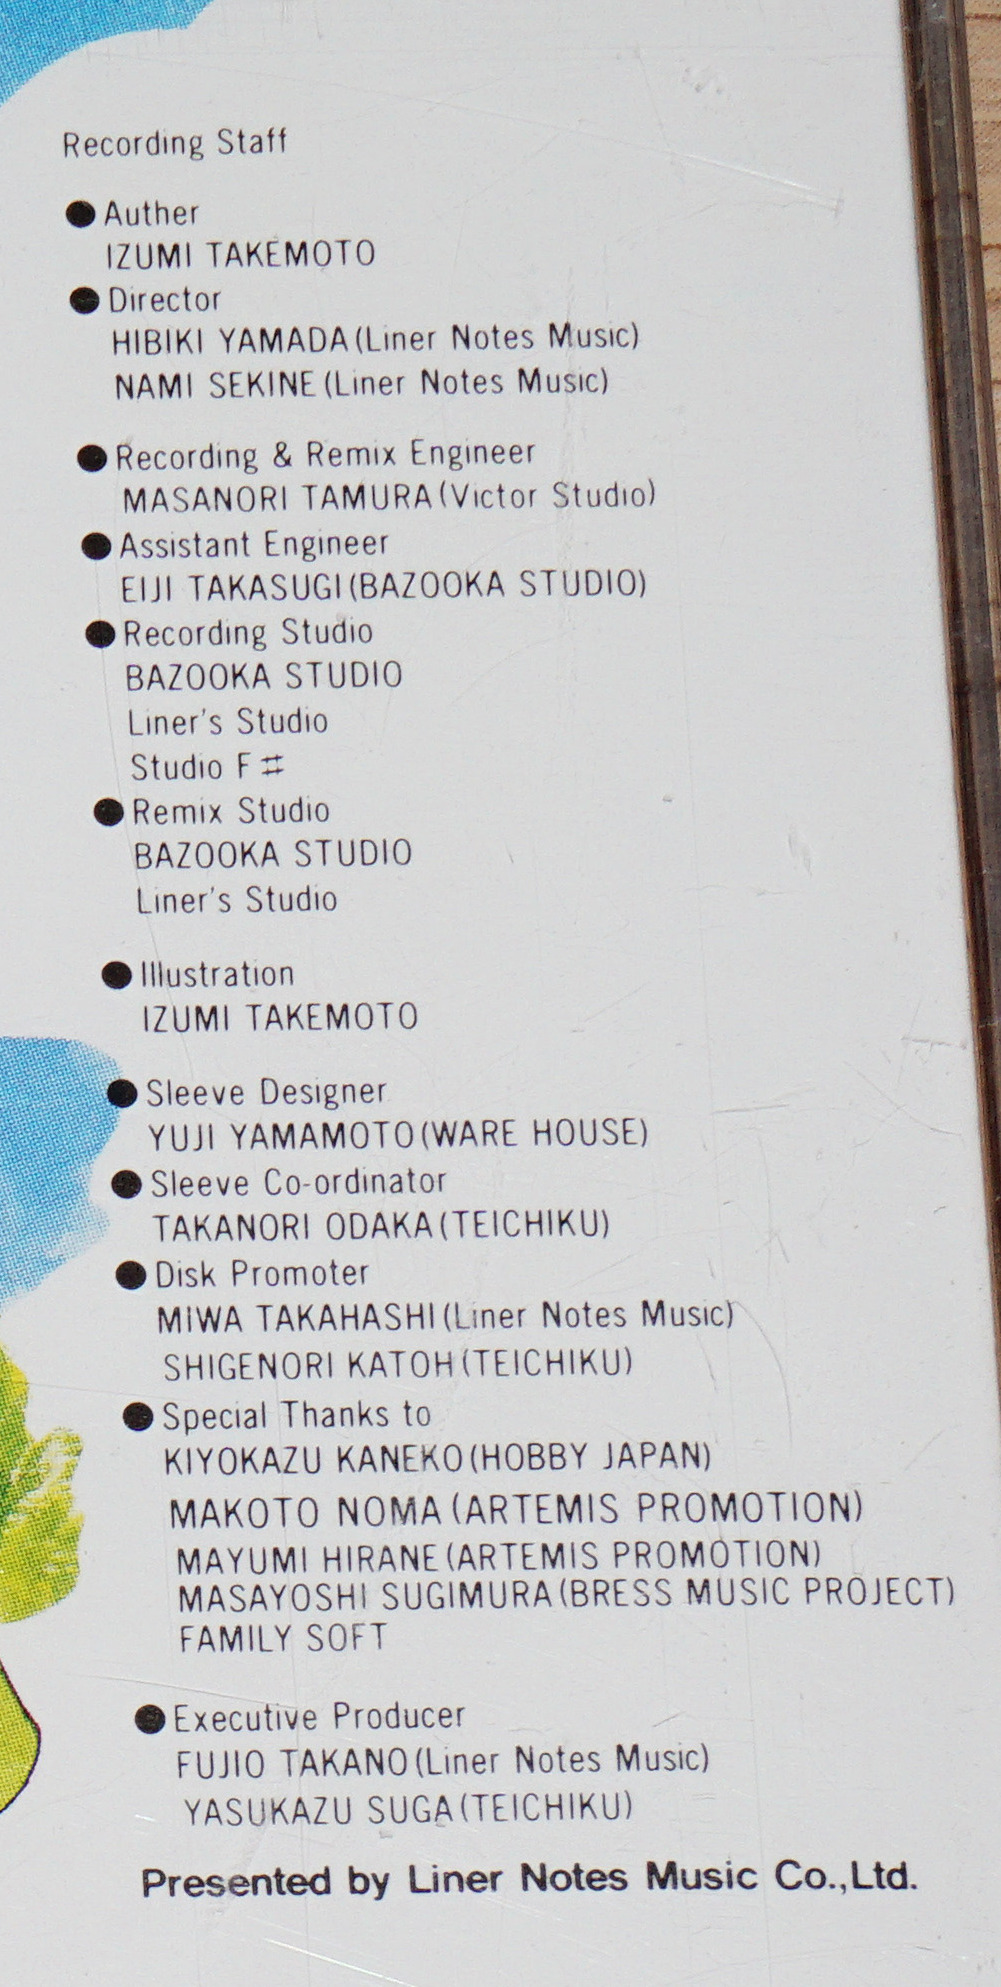 Recording Staff
●Auther
IZUMI TAKEMOTO
●Director
HIBIKI YAMADA(Liner Notes Music)
NAMI SEKINE(Liner Notes Music)
●Recording & Remix Engineer
MASANORI TAMURA(Victor Studio)
●Assistant Engineer
EIJI TAKASUGI(BAZOOKA STUDIO)
●Recording Studio
BAZOOKA STUDIO
Liner's Studio
Studio F♯
●Remix Studio
BAZOOKA STUDIO
Liner's Studio
●Illustration
IZUMI TAKEMOTO
●Sleeve Designer
YUJI YAMAMOTO(WARE HOUSE)
●Sleeve Co-ordinator
TAKANORI ODAKA(TEICHIKU)
●Disk Promoter
MIWA TAKAHASHI(Liner Notes Music)
SHIGENORI KATOH(TEICHIKU)
●Special Thanks to
KIYOKAZU KANEKO(HOBBY JAPAN)
MAKOTO NOMA(ARTEMIS PROMOTION)
MAYUMI HIRANE(ARTEMIS PROMOTION)
MASAYOSHI SUGIMURA(BRESS MUSIC PROJECT)
FAMILY SOFT
●Executive Producer
FUJIO TAKANO(Liner Notes Music)
YASUKAZU SUGA(TEICHIKU)
Presented by Liner Notes Music Co.,Ltd.